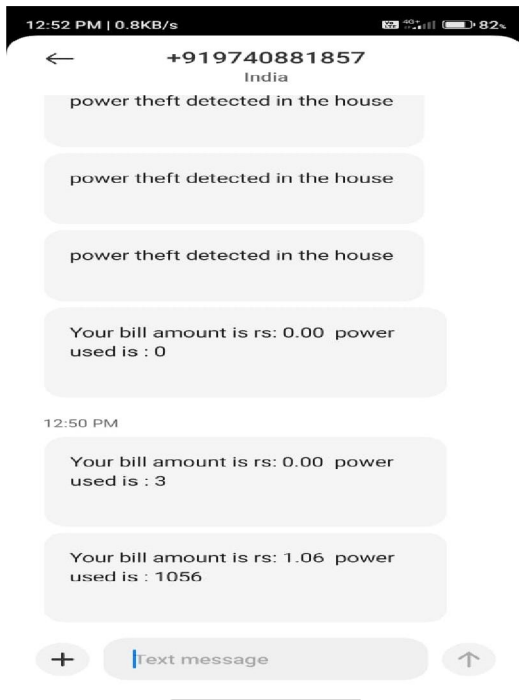 12:52 PM | 0.8KB/s 82%
+919740881857
India
power theft detected in the house
power theft detected in the house
power theft detected in the house
Your bill amount is rs: 0.00  power
used is : 0
12:50 PM
Your bill amount is rs: 0.00  power
used is : 3
Your bill amount is rs: 1.06  power
used is : 1056
Text message